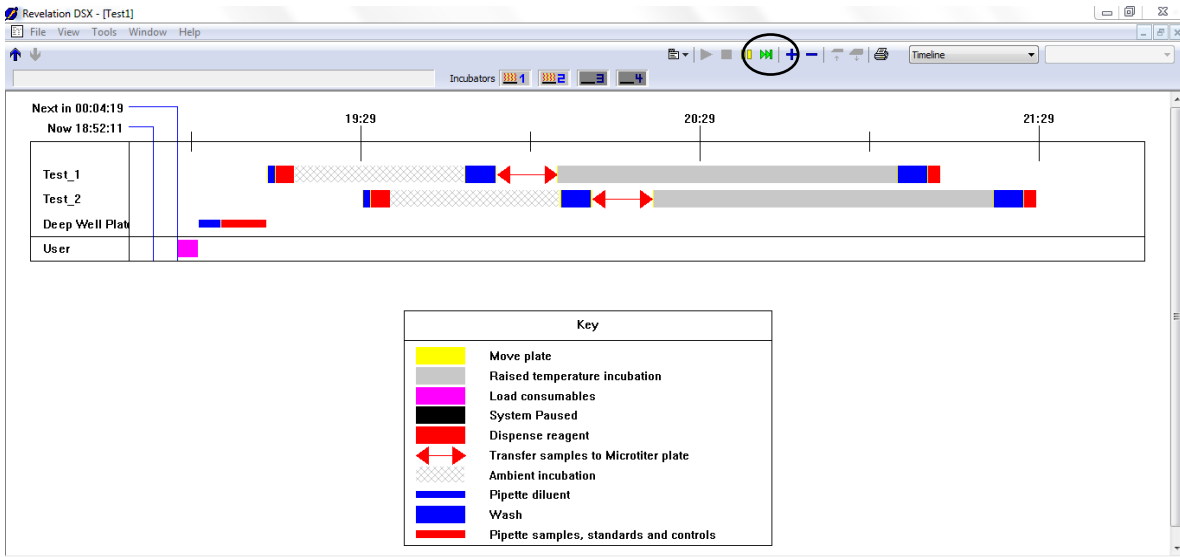 Revelation DSX - [Test1]
File View Tools Window Help
Timeline
Incubators 1 2 3 4
Next in 00:04:19
Now 18:52:11
19:29 20:29 21:29
Test_1
Test_2
Deep Well Plat
User
Key
Move plate
Raised temperature incubation
Load consumables
System Paused
Dispense reagent
Transfer samples to Microtiter plate
Ambient incubation
Pipette diluent
Wash
Pipette samples, standards and controls